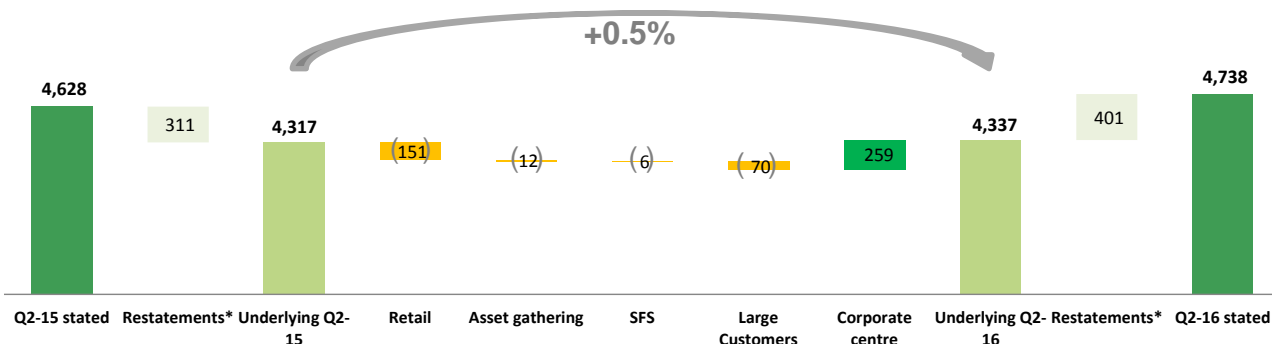 +0.5%
4,628
311
4,317
(151)
(12)
(6)
(70)
259
4,337
401
4,738
Q2-15 stated
Restatements*
Underlying Q2-
15
Retail
Asset gathering
SFS
Large
Customers
Corporate
centre
Underlying Q2-
16
Restatements*
Q2-16 stated